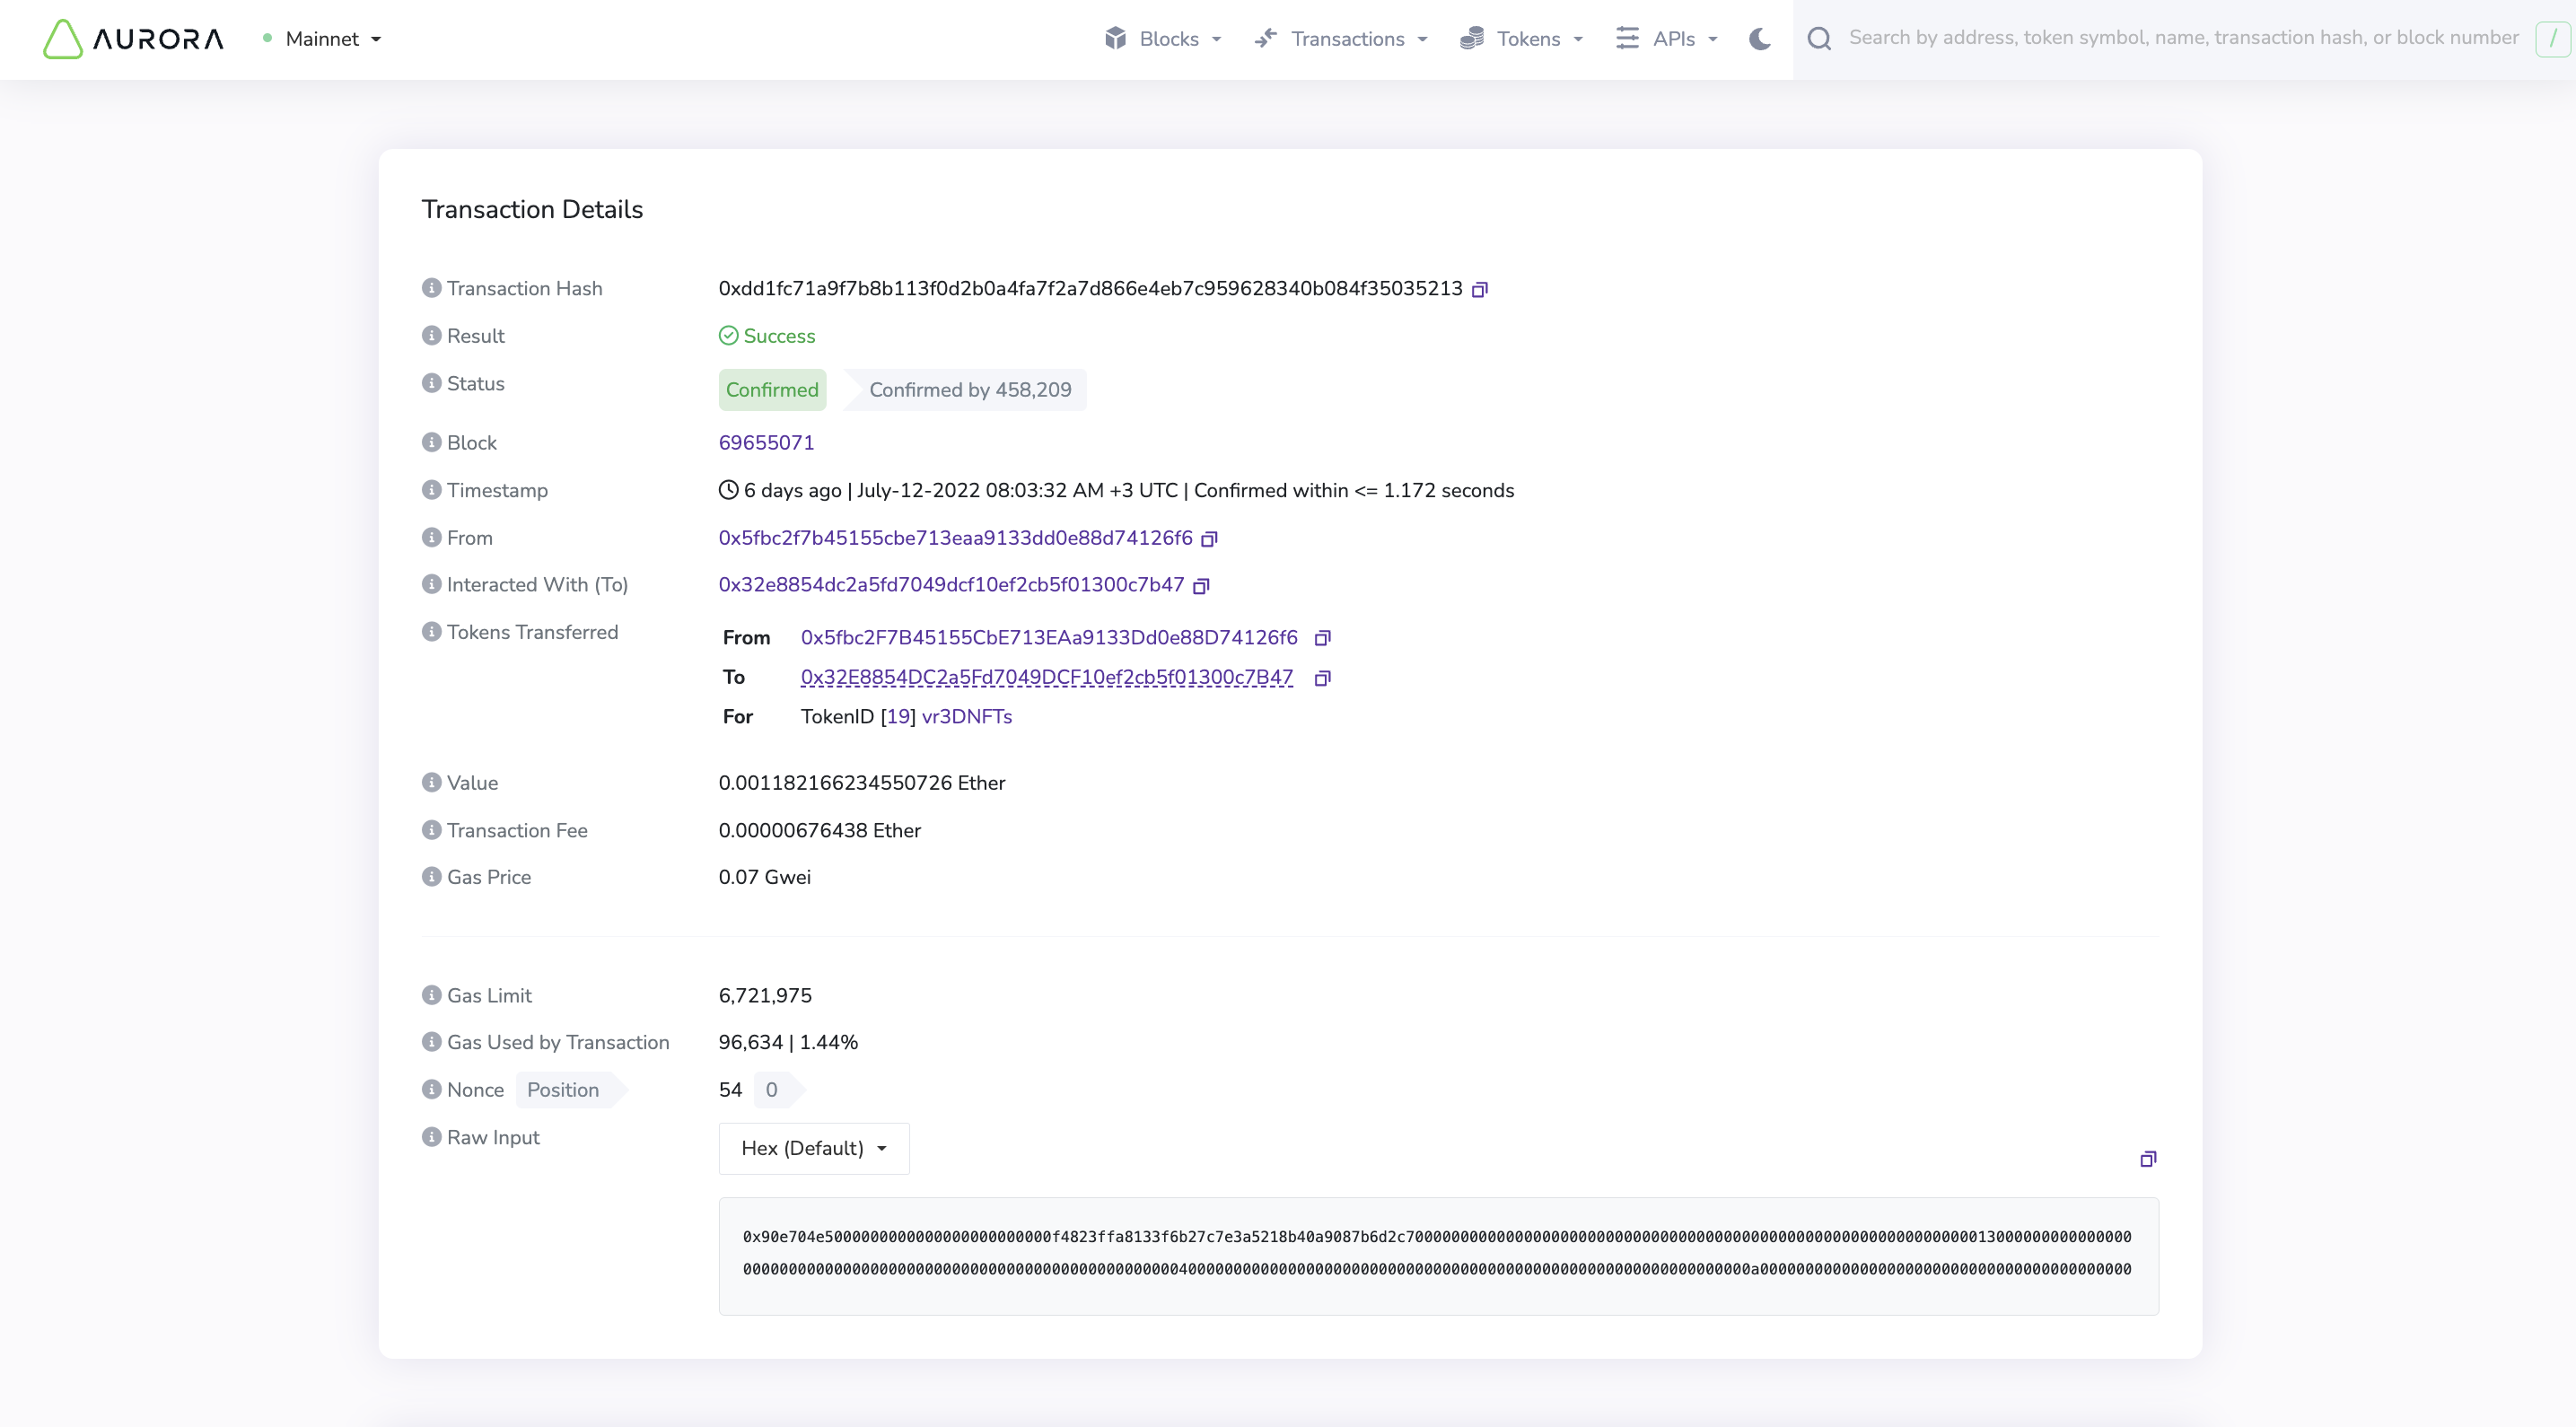 AURORA Mainnet Blocks Transactions Tokens APIs Search by address, token symbol, name, transaction hash, or block number /
Transaction Details
Transaction Hash 0xdd1fc71a9f7b8b113f0d2b0a4fa7f2a7d866e4eb7c959628340b084f35035213
Result Success
Status Confirmed Confirmed by 458,209
Block 69655071
Timestamp 6 days ago | July-12-2022 08:03:32 AM +3 UTC | Confirmed within <= 1.172 seconds
From 0x5fbc2f7b45155cbe713eaa9133dd0e88d74126f6
Interacted With (To) 0x32e8854dc2a5fd7049dcf10ef2cb5f01300c7b47
Tokens Transferred From 0x5fbc2F7B45155CbE713EAa9133Dd0e88D74126f6
To 0x32E8854DC2a5Fd7049DCF10ef2cb5f01300c7B47
For TokenID [19] vr3DNFTs
Value 0.001182166234550726 Ether
Transaction Fee 0.00000676438 Ether
Gas Price 0.07 Gwei
Gas Limit 6,721,975
Gas Used by Transaction 96,634 | 1.44%
Nonce Position 54 0
Raw Input Hex (Default)